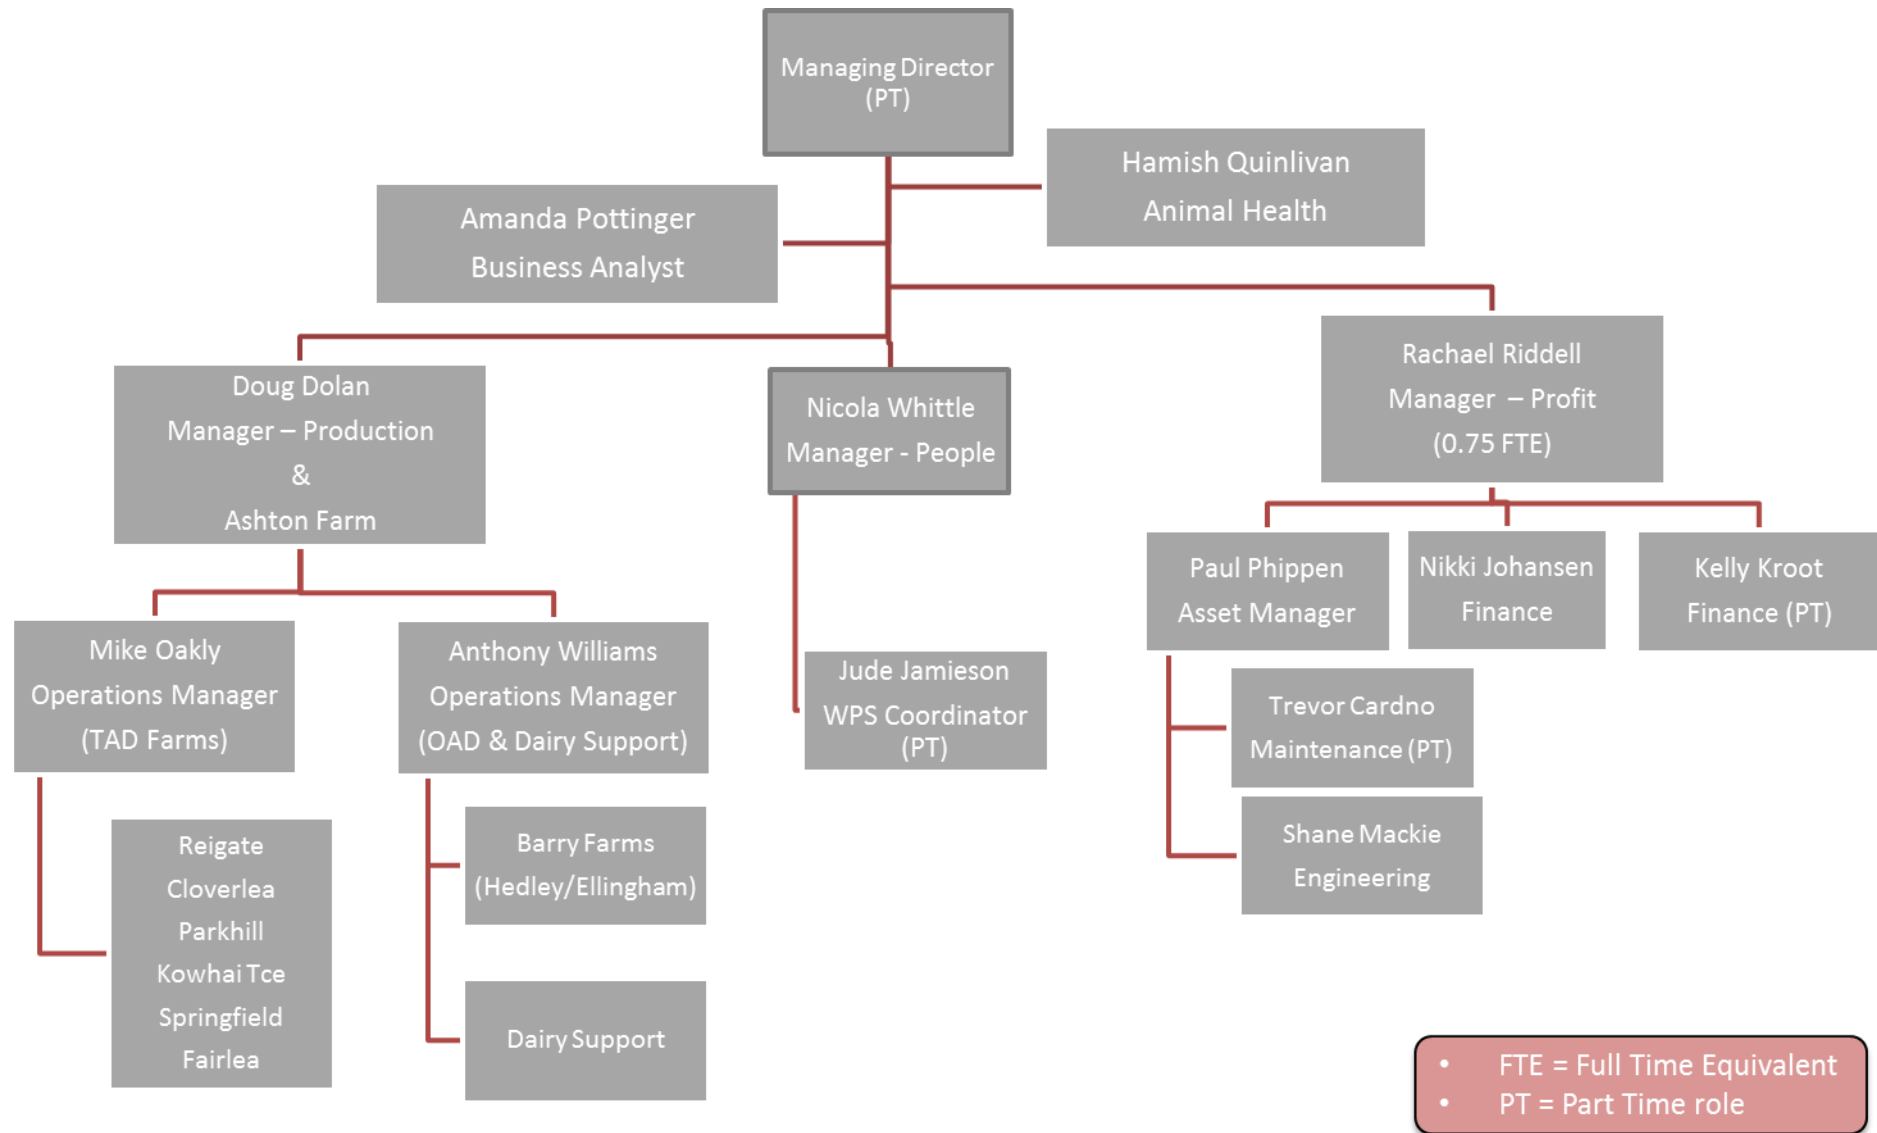 Managing Director
(PT)
Hamish Quinlivan
Animal Health
Amanda Pottinger
Business Analyst
Doug Dolan
Manager – Production
&
Ashton Farm
Nicola Whittle
Manager - People
Rachael Riddell
Manager – Profit
(0.75 FTE)
Mike Oakly
Operations Manager
(TAD Farms)
Anthony Williams
Operations Manager
(OAD & Dairy Support)
Jude Jamieson
WPS Coordinator
(PT)
Paul Phippen
Asset Manager
Nikki Johansen
Finance
Kelly Kroot
Finance (PT)
Trevor Cardno
Maintenance (PT)
Shane Mackie
Engineering
Reigate
Cloverlea
Parkhill
Kowhai Tce
Springfield
Fairlea
Barry Farms
(Hedley/Ellingham)
Dairy Support
• FTE = Full Time Equivalent
• PT = Part Time role